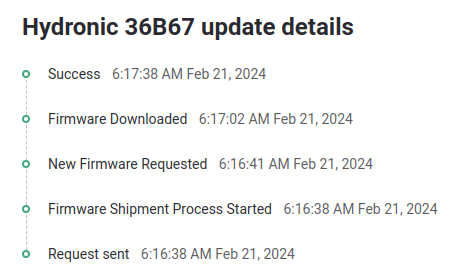 Hydronic 36B67 update details
Success 6:17:38 AM Feb 21, 2024
Firmware Downloaded 6:17:02 AM Feb 21, 2024
New Firmware Requested 6:16:41 AM Feb 21, 2024
Firmware Shipment Process Started 6:16:38 AM Feb 21, 2024
Request sent 6:16:38 AM Feb 21, 2024